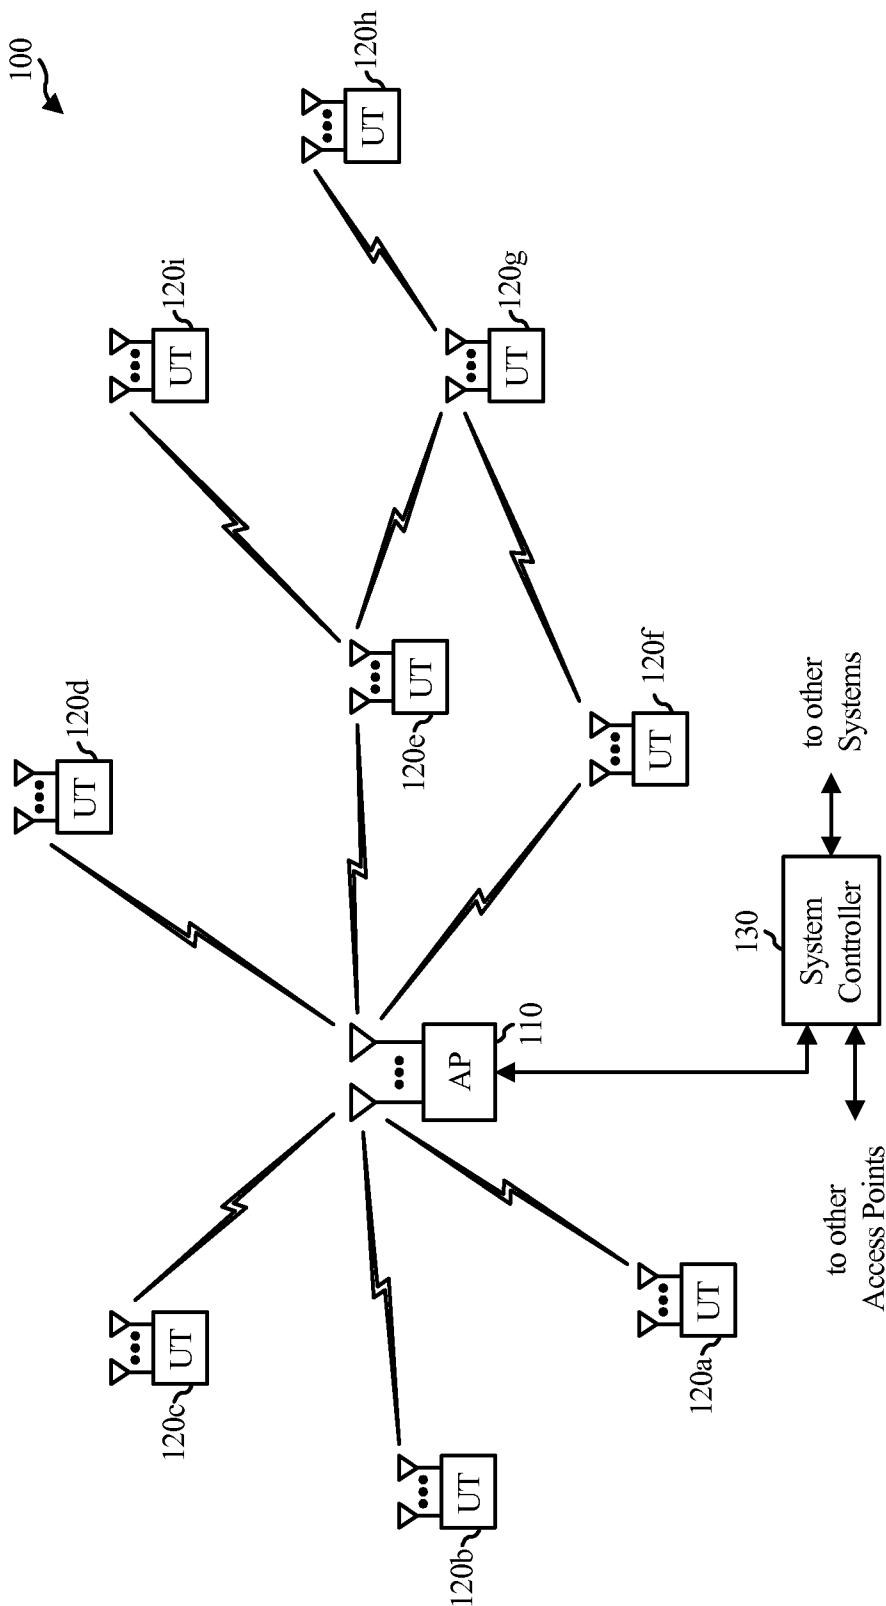 100
UT
120d
UT
120c
UT
120i
UT
120h
UT
120b
AP
110
UT
120e
UT
120g
UT
120a
UT
120f
to other
Access Points
130
System
Controller
to other
Systems